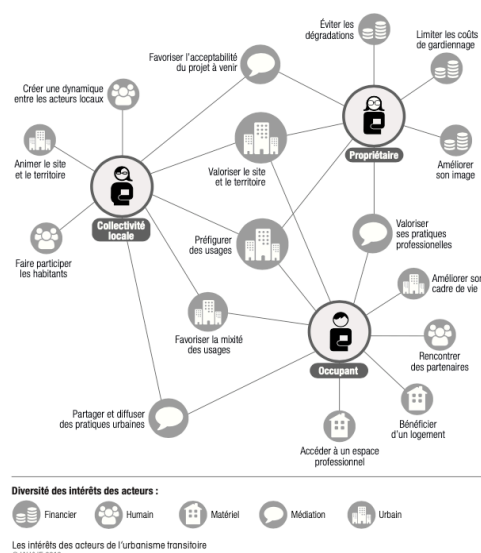 Éviter les
dégradations
Limiter les coûts
de gardiennage
Favoriser l'acceptabilité
du projet à venir
Créer une dynamique
entre les acteurs locaux
Propriétaire
Animer le site
et le territoire
Valoriser le site
et le territoire
Améliorer
son image
Collectivité
locale
Valoriser
ses pratiques
professionelles
Préfigurer
des usages
Faire participer
les habitants
Améliorer son
cadre de vie
Favoriser la mixité
des usages
Rencontrer
des partenaires
Occupant
Partager et diffuser
des pratiques urbaines
Bénéficier
d'un logement
Accéder à un espace
professionnel
Diversité des intérêts des acteurs :
Financier
Humain
Matériel
Médiation
Urbain
Les intérêts des acteurs de l'urbanisme transitoire